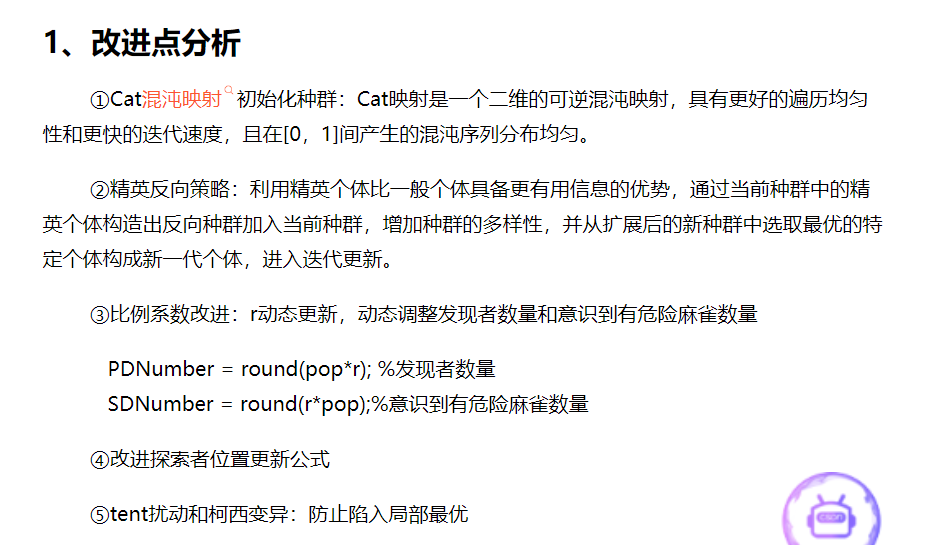 1、改进点分析
①Cat混沌映射初始化种群：Cat映射是一个二维的可逆混沌映射，具有更好的遍历均匀
性和更快的迭代速度，且在[0，1]间产生的混沌序列分布均匀。
②精英反向策略：利用精英个体比一般个体具备更有用信息的优势，通过当前种群中的精
英个体构造出反向种群加入当前种群，增加种群的多样性，并从扩展后的新种群中选取最优的特
定个体构成新一代个体，进入迭代更新。
③比例系数改进：r动态更新，动态调整发现者数量和意识到有危险麻雀数量
PDNumber = round(pop*r); %发现者数量
SDNumber = round(r*pop);%意识到有危险麻雀数量
④改进探索者位置更新公式
⑤tent扰动和柯西变异：防止陷入局部最优
CSDN